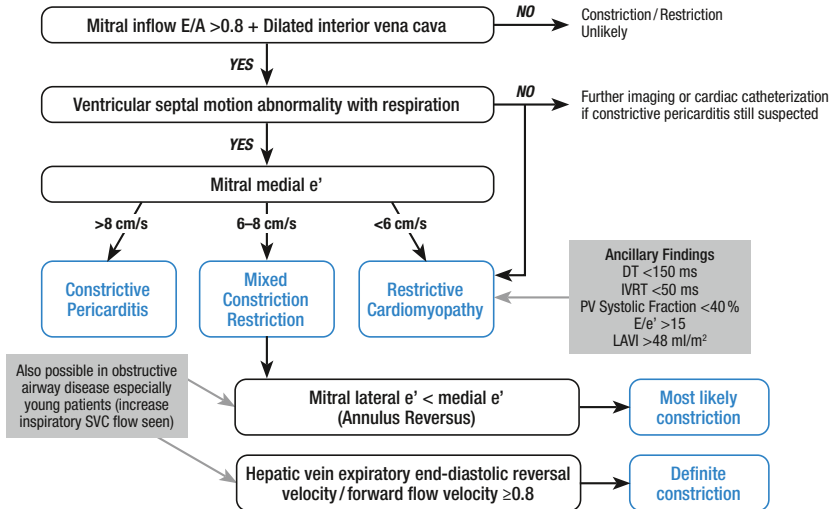 Mitral inflow E/A >0.8 + Dilated interior vena cava
NO
Constriction/Restriction
Unlikely
YES
Ventricular septal motion abnormality with respiration
NO
Further imaging or cardiac catheterization
if constrictive pericarditis still suspected
YES
Mitral medial e'
>8 cm/s
6–8 cm/s
<6 cm/s
Constrictive
Pericarditis
Mixed
Constriction
Restriction
Restrictive
Cardiomyopathy
Ancillary Findings
DT <150 ms
IVRT <50 ms
PV Systolic Fraction <40 %
E/e' >15
LAVI >48 ml/m²
Also possible in obstructive
airway disease especially
young patients (increase
inspiratory SVC flow seen)
Mitral lateral e' < medial e'
(Annulus Reversus)
Most likely
constriction
Hepatic vein expiratory end-diastolic reversal
velocity/forward flow velocity ≥0.8
Definite
constriction